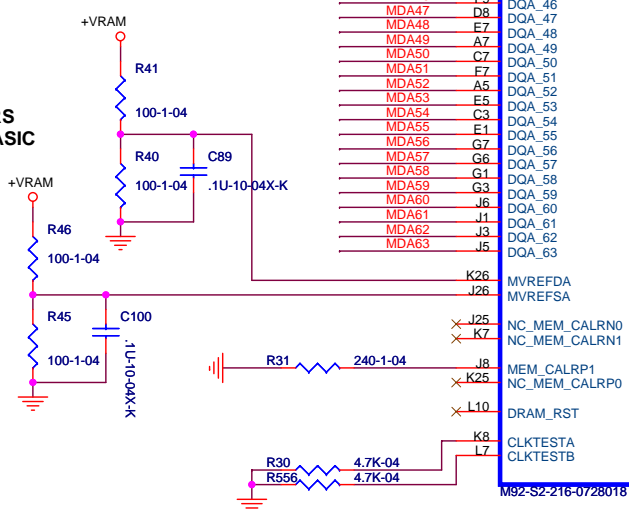 DQA_46
MDA47 D8 DQA_47
MDA48 E7 DQA_48
MDA49 A7 DQA_49
MDA50 C7 DQA_50
MDA51 F7 DQA_51
MDA52 A5 DQA_52
MDA53 E5 DQA_53
MDA54 C3 DQA_54
MDA55 E1 DQA_55
MDA56 G7 DQA_56
MDA57 G6 DQA_57
MDA58 G1 DQA_58
MDA59 G3 DQA_59
MDA60 J6 DQA_60
MDA61 J1 DQA_61
MDA62 J3 DQA_62
MDA63 J5 DQA_63
+VRAM
R41
100-1-04
R40
100-1-04
C89
.1U-10-04X-K
+VRAM
R46
100-1-04
R45
100-1-04
C100
.1U-10-04X-K
K26 MVREFDA
J26 MVREFSA
J25 NC_MEM_CALRN0
K7 NC_MEM_CALRN1
R31 240-1-04 J8 MEM_CALRP1
K25 NC_MEM_CALRP0
L10 DRAM_RST
K8 CLKTESTA
L7 CLKTESTB
R30 4.7K-04
R556 4.7K-04
M92-S2-216-0728018